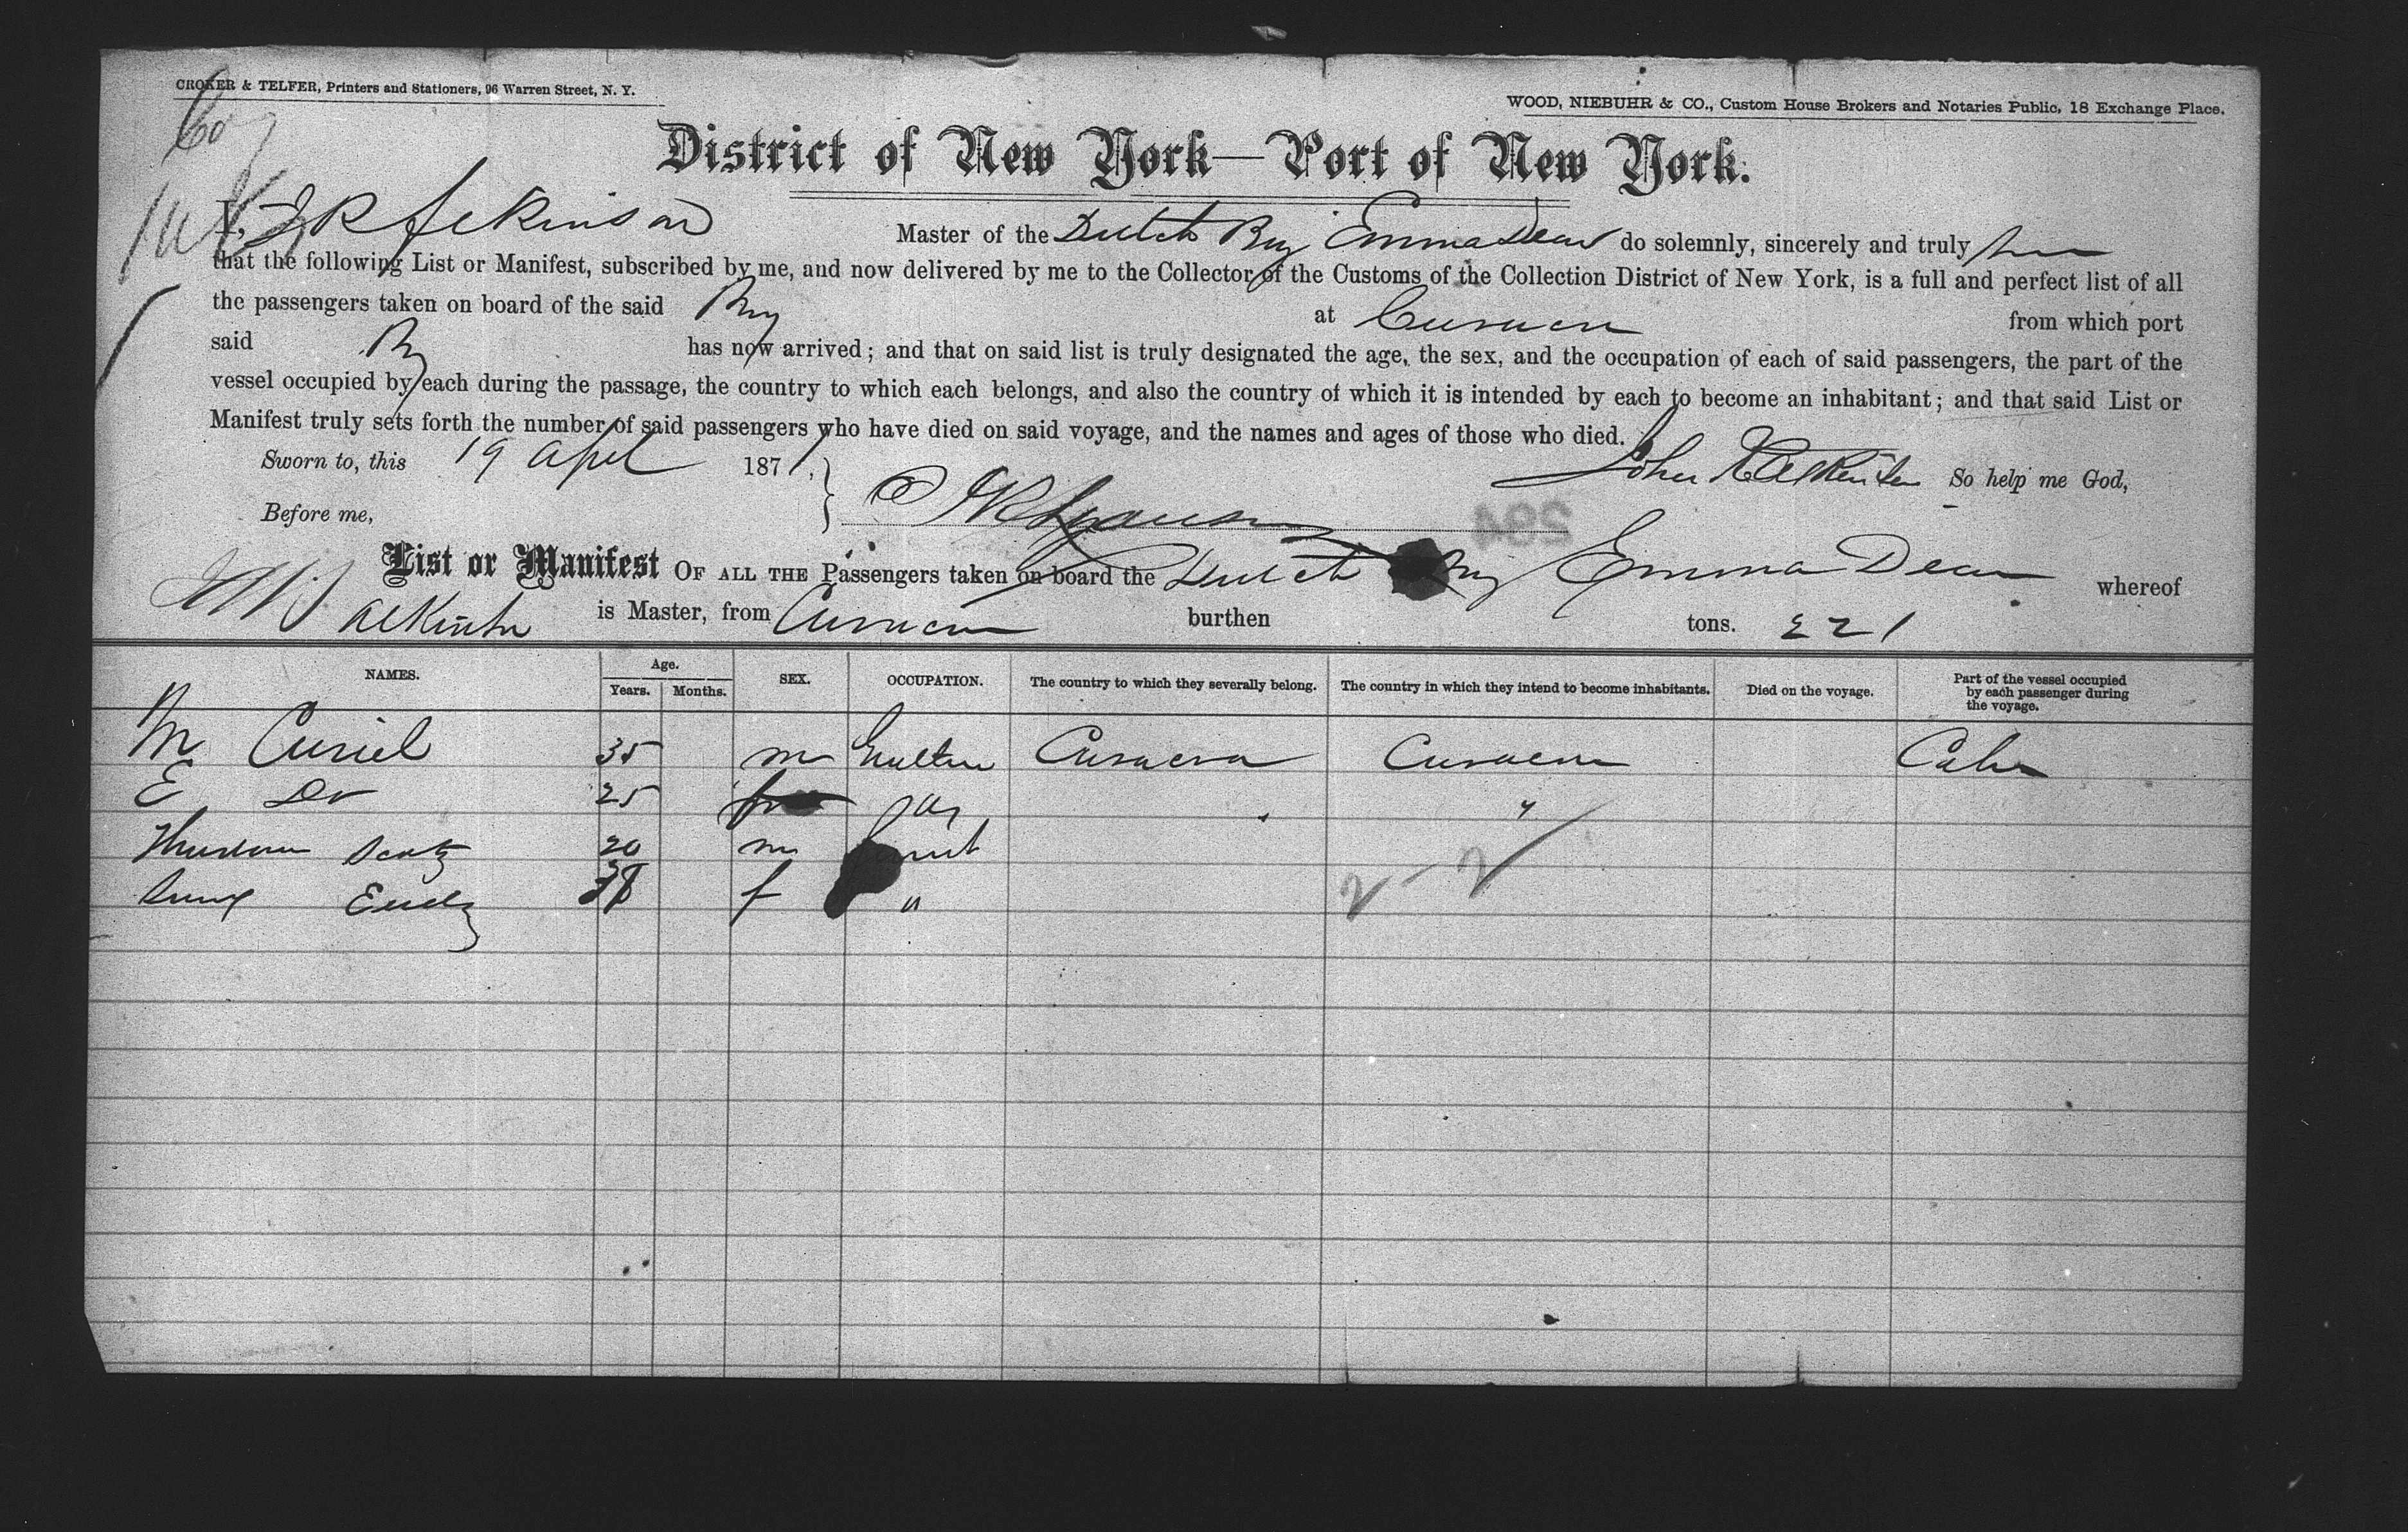 CROKER & TELFER, Printers and Stationers, 96 Warren Street, N. Y.
WOOD, NIEBUHR & CO., Custom House Brokers and Notaries Public, 18 Exchange Place.
District of New York—Port of New York.
I, J R Atkinson Master of the Dutch Brig Emma Dean do solemnly, sincerely and truly
that the following List or Manifest, subscribed by me, and now delivered by me to the Collector of the Customs of the Collection District of New York, is a full and perfect list of all
the passengers taken on board of the said Brig at Curacoa from which port
said Brig has now arrived; and that on said list is truly designated the age, the sex, and the occupation of each of said passengers, the part of the
vessel occupied by each during the passage, the country to which each belongs, and also the country of which it is intended by each to become an inhabitant; and that said List or
Manifest truly sets forth the number of said passengers who have died on said voyage, and the names and ages of those who died.
Sworn to, this 19 Apl 187 John So help me God,
Before me,
294
List or Manifest OF ALL THE Passengers taken on board the Dutch Brig Emma Dean whereof
Atkinson is Master, from Curacoa burthen tons. 221
NAMES. Age. Years. Months. SEX. OCCUPATION. The country to which they severally belong. The country in which they intend to become inhabitants. Died on the voyage. Part of the vessel occupied by each passenger during the voyage.
M Curiel 35 m Curacoa Curacoa Cabin
E Do 25 f "
20 m
f "
2 - 2